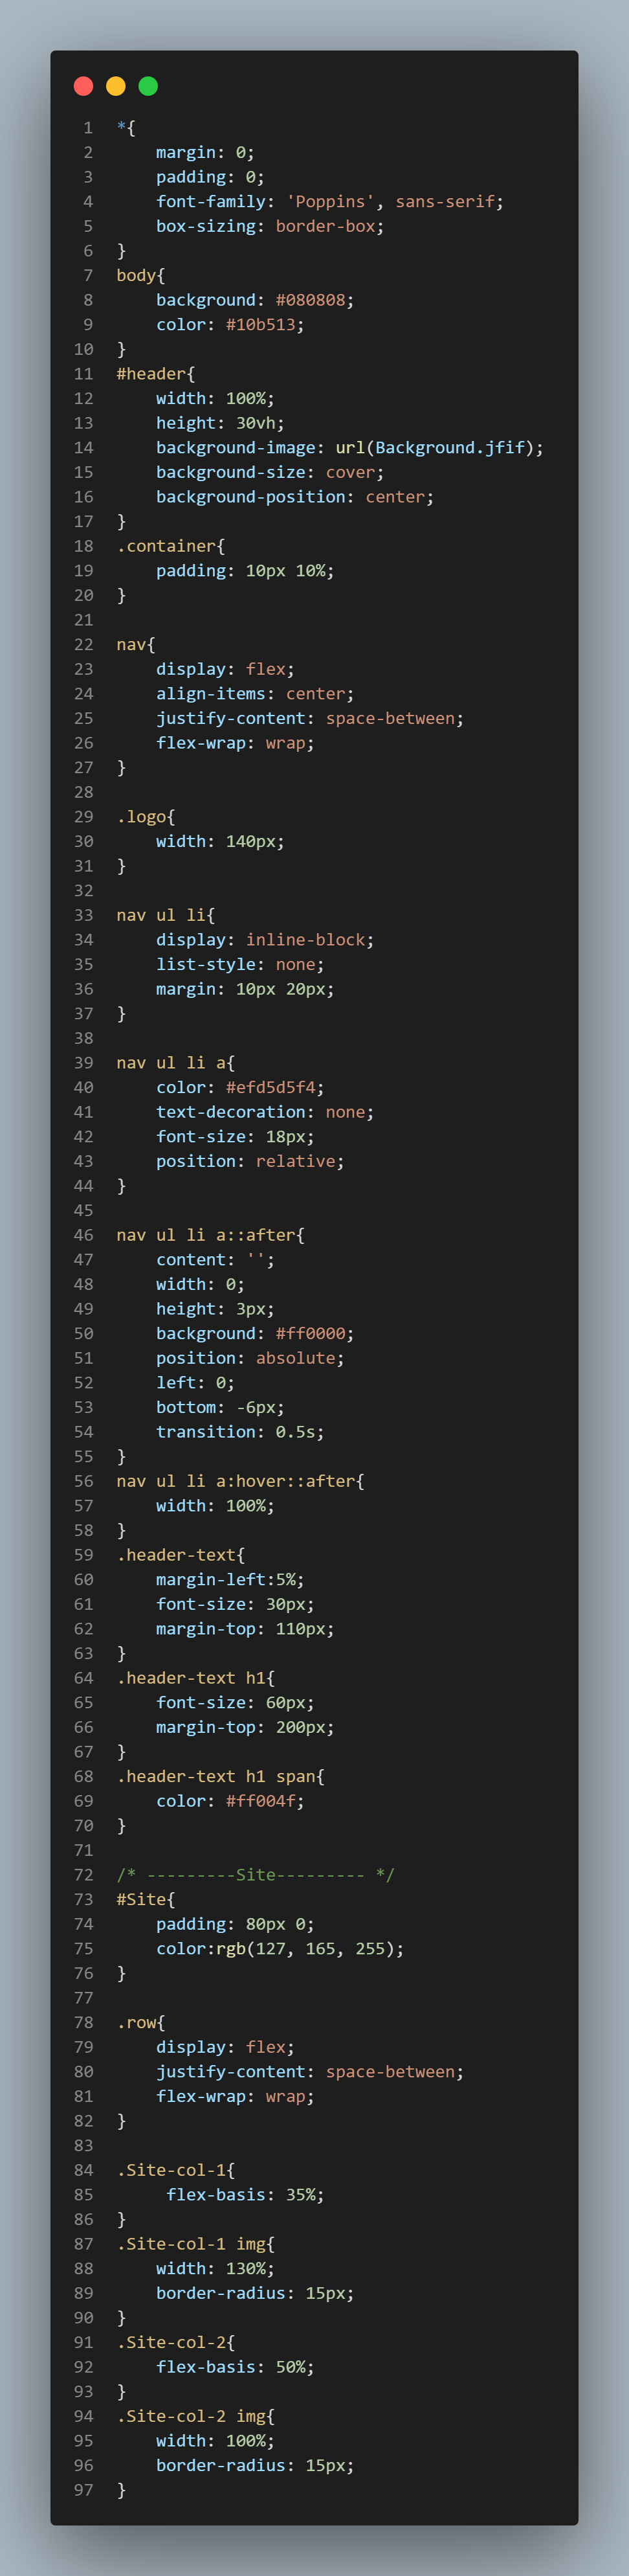 1 *{
2     margin: 0;
3     padding: 0;
4     font-family: 'Poppins', sans-serif;
5     box-sizing: border-box;
6 }
7 body{
8     background: #080808;
9     color: #10b513;
10 }
11 #header{
12     width: 100%;
13     height: 30vh;
14     background-image: url(Background.jfif);
15     background-size: cover;
16     background-position: center;
17 }
18 .container{
19     padding: 10px 10%;
20 }
21
22 nav{
23     display: flex;
24     align-items: center;
25     justify-content: space-between;
26     flex-wrap: wrap;
27 }
28
29 .logo{
30     width: 140px;
31 }
32
33 nav ul li{
34     display: inline-block;
35     list-style: none;
36     margin: 10px 20px;
37 }
38
39 nav ul li a{
40     color: #efd5d5f4;
41     text-decoration: none;
42     font-size: 18px;
43     position: relative;
44 }
45
46 nav ul li a::after{
47     content: '';
48     width: 0;
49     height: 3px;
50     background: #ff0000;
51     position: absolute;
52     left: 0;
53     bottom: -6px;
54     transition: 0.5s;
55 }
56 nav ul li a:hover::after{
57     width: 100%;
58 }
59 .header-text{
60     margin-left:5%;
61     font-size: 30px;
62     margin-top: 110px;
63 }
64 .header-text h1{
65     font-size: 60px;
66     margin-top: 200px;
67 }
68 .header-text h1 span{
69     color: #ff004f;
70 }
71
72 /* ---------Site--------- */
73 #Site{
74     padding: 80px 0;
75     color:rgb(127, 165, 255);
76 }
77
78 .row{
79     display: flex;
80     justify-content: space-between;
81     flex-wrap: wrap;
82 }
83
84 .Site-col-1{
85      flex-basis: 35%;
86 }
87 .Site-col-1 img{
88     width: 130%;
89     border-radius: 15px;
90 }
91 .Site-col-2{
92     flex-basis: 50%;
93 }
94 .Site-col-2 img{
95     width: 100%;
96     border-radius: 15px;
97 }